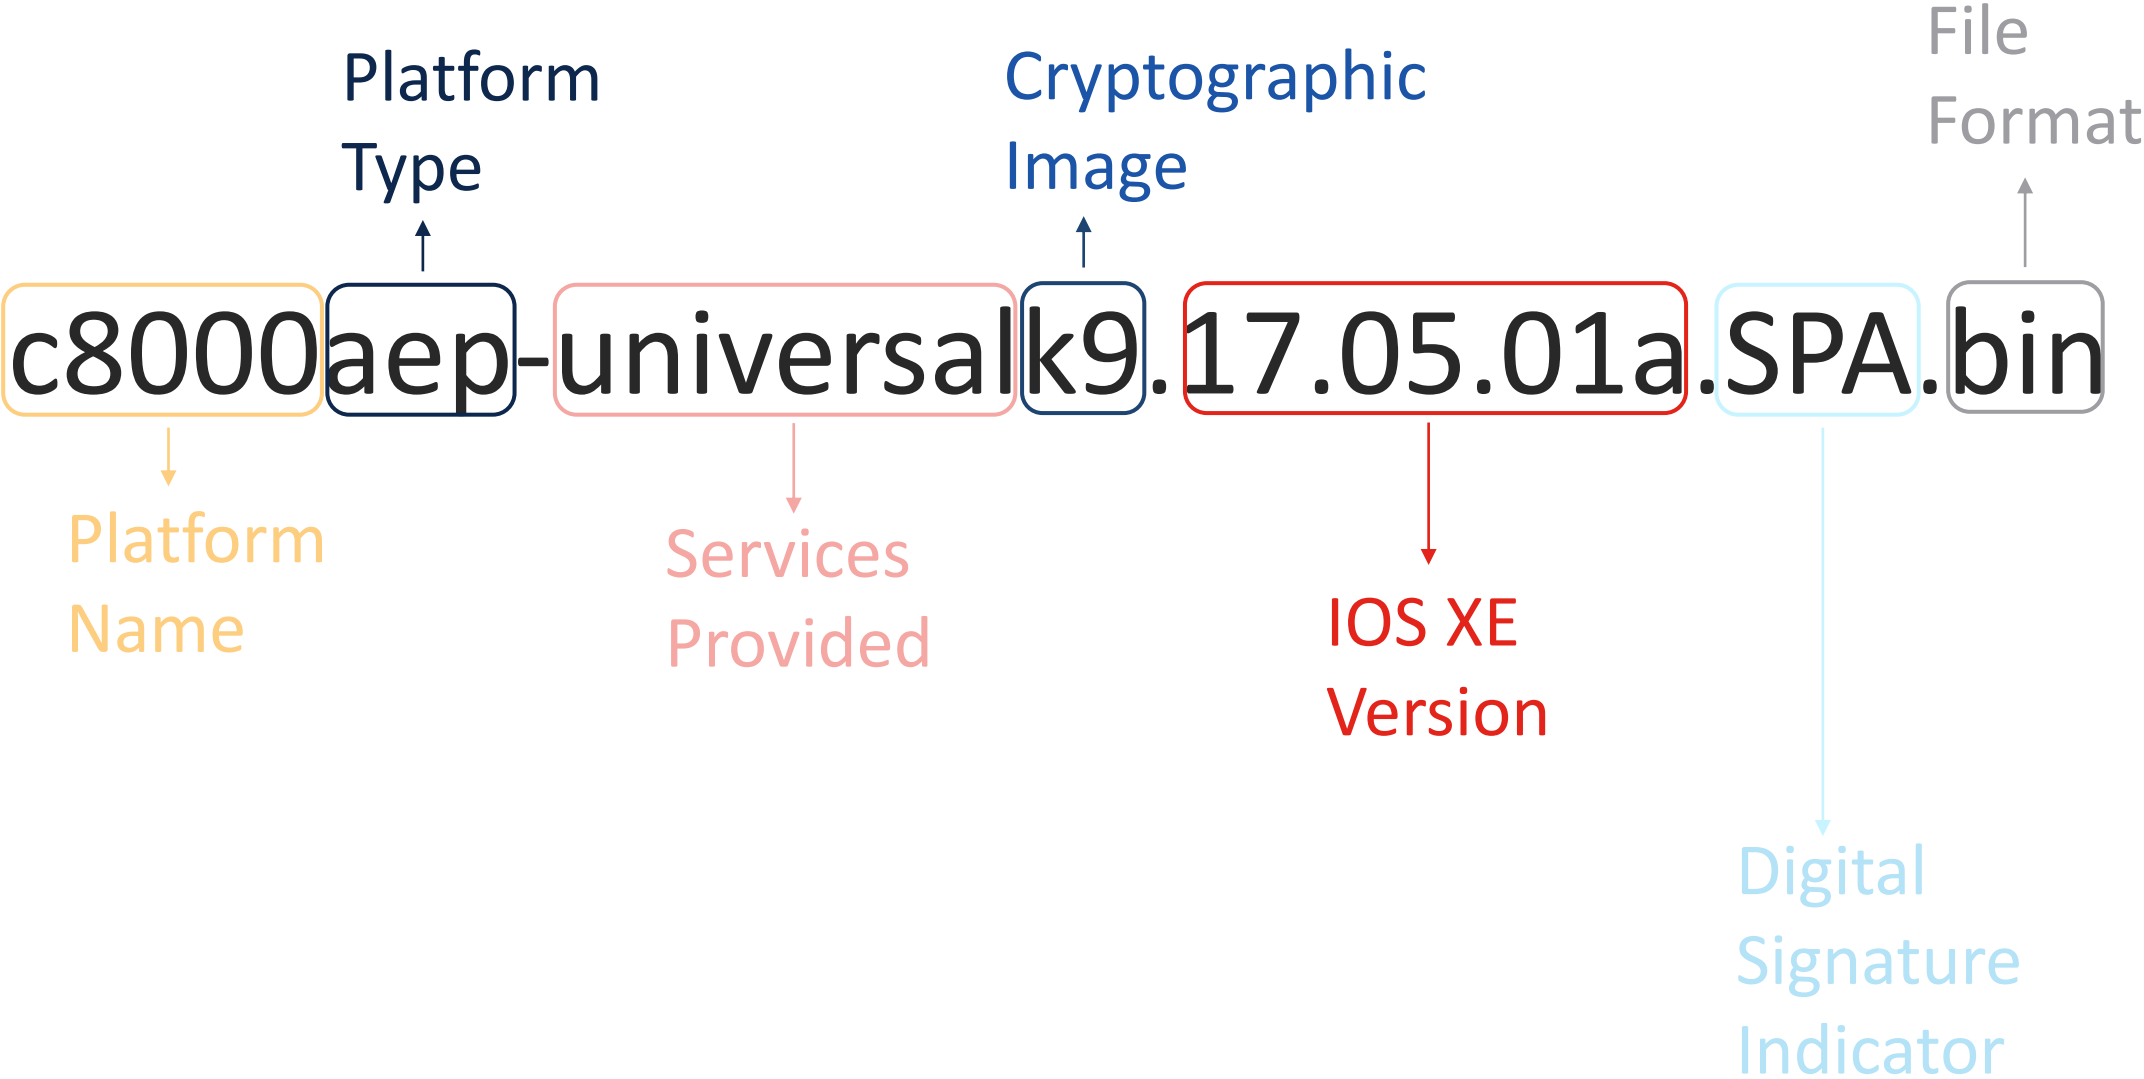 File
Format
Platform
Type
Cryptographic
Image
c8000aep-universalk9.17.05.01a.SPA.bin
Platform
Name
Services
Provided
IOS XE
Version
Digital
Signature
Indicator